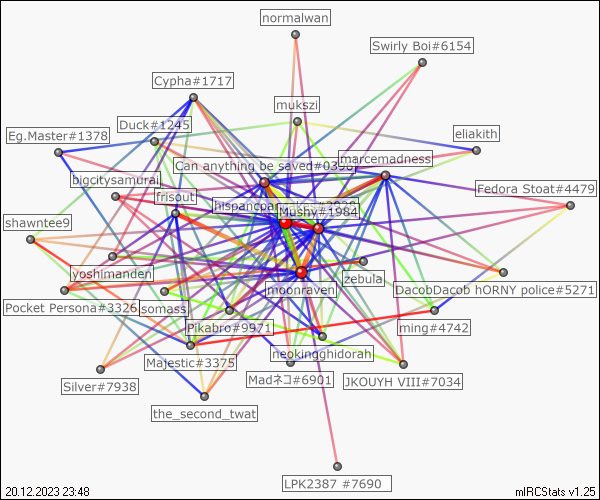 normalwan
Swirly Boi#6154
Cypha#1717
mukszi
Duck#1245
Eg.Master#1378
eliakith
marcemadness
Can anything be saved#0398
bigcitysamurai
Fedora Stoat#4479
frisout
Mushy#1984
shawntee9
yoshimanden
zebula
moonraven
DacobDacob hORNY police#5271
somass
Pocket Persona#3326
Pikabro#9971
ming#4742
neokingghidorah
Majestic#3375
Madネコ#6901
JKOUYH VIII#7034
Silver#7938
the_second_twat
LPK2387 #7690
20.12.2023 23:48
mIRCStats v1.25